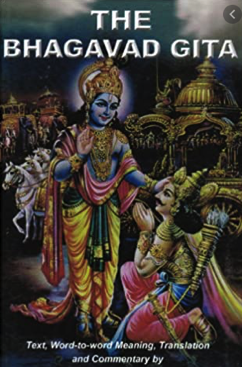 THE
BHAGAVAD GITA
Text, Word-to-word Meaning, Translation
and Commentary by